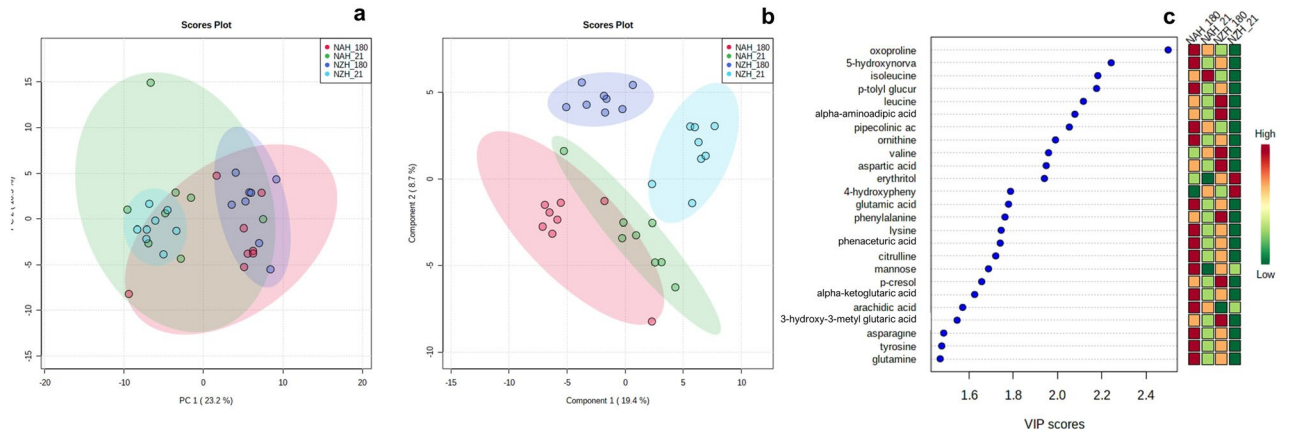 a
Scores Plot
NAH_180
NAH_21
NZH_180
NZH_21
15
10
5
0
-5
-10
-15
-20
-10
0
10
20
PC 1 ( 23.2 %)
b
Scores Plot
NAH_180
NAH_21
NZH_180
NZH_21
Component 2 ( 8.7 %)
5
0
-5
-10
-15
-10
-5
0
5
10
Component 1 ( 19.4 %)
c
NAH_180
NAH_21
NZH_180
NZH_21
oxoproline
5-hydroxynorva
isoleucine
p-tolyl glucur
leucine
alpha-aminoadipic acid
pipecolinic ac
ornithine
valine
aspartic acid
erythritol
4-hydroxypheny
glutamic acid
phenylalanine
lysine
phenaceturic acid
citrulline
mannose
p-cresol
alpha-ketoglutaric acid
arachidic acid
3-hydroxy-3-metyl glutaric acid
asparagine
tyrosine
glutamine
1.6
1.8
2.0
2.2
2.4
VIP scores
High
Low